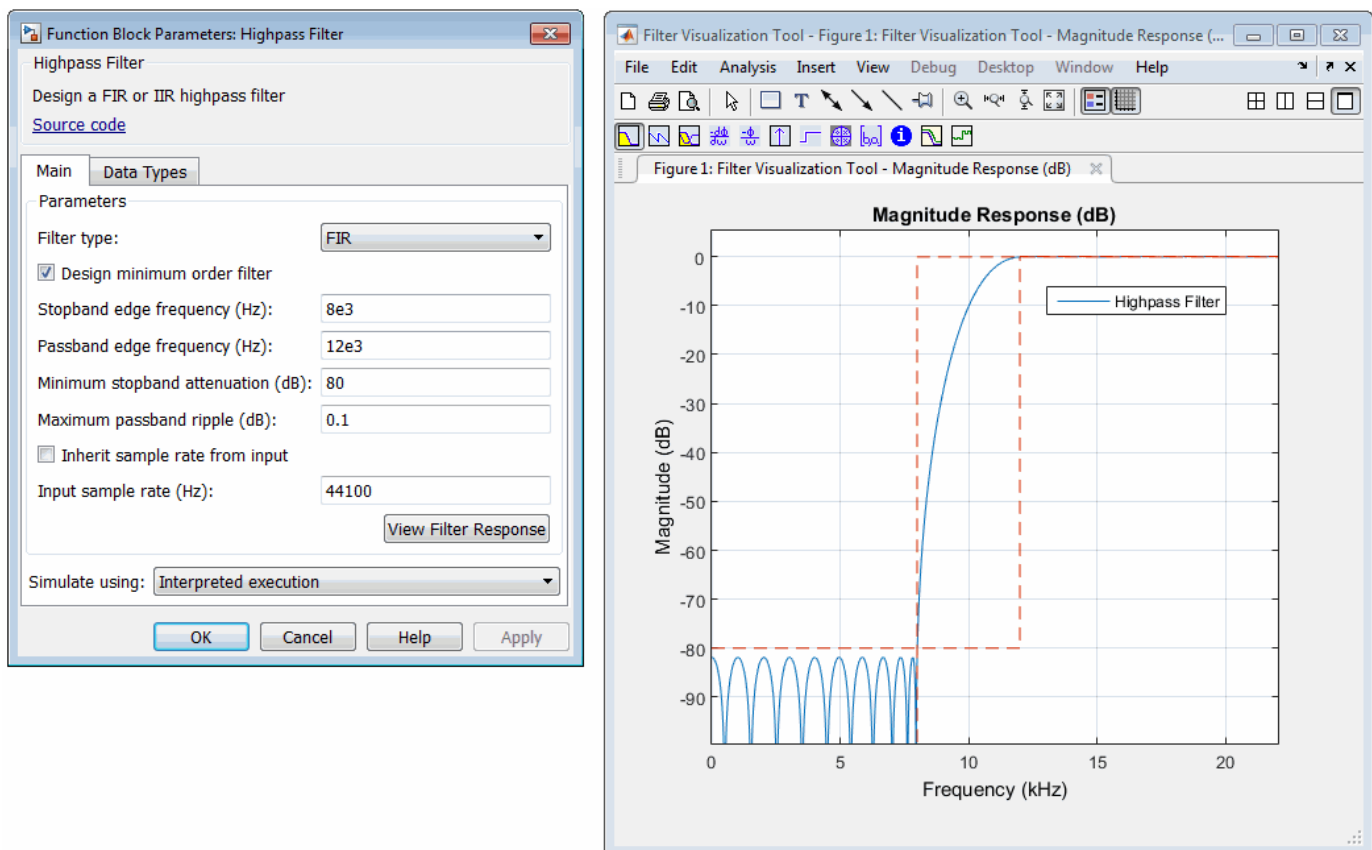 Function Block Parameters: Highpass Filter
Highpass Filter
Design a FIR or IIR highpass filter
Source code
Main
Data Types
Parameters
Filter type:
FIR
Design minimum order filter
Stopband edge frequency (Hz):
8e3
Passband edge frequency (Hz):
12e3
Minimum stopband attenuation (dB):
80
Maximum passband ripple (dB):
0.1
Inherit sample rate from input
Input sample rate (Hz):
44100
View Filter Response
Simulate using:
Interpreted execution
OK
Cancel
Help
Apply
Filter Visualization Tool - Figure 1: Filter Visualization Tool - Magnitude Response (...
File Edit Analysis Insert View Debug Desktop Window Help
Figure 1: Filter Visualization Tool - Magnitude Response (dB)
Magnitude Response (dB)
0
-10
-20
-30
-40
-50
-60
-70
-80
-90
Magnitude (dB)
Highpass Filter
0 5 10 15 20
Frequency (kHz)